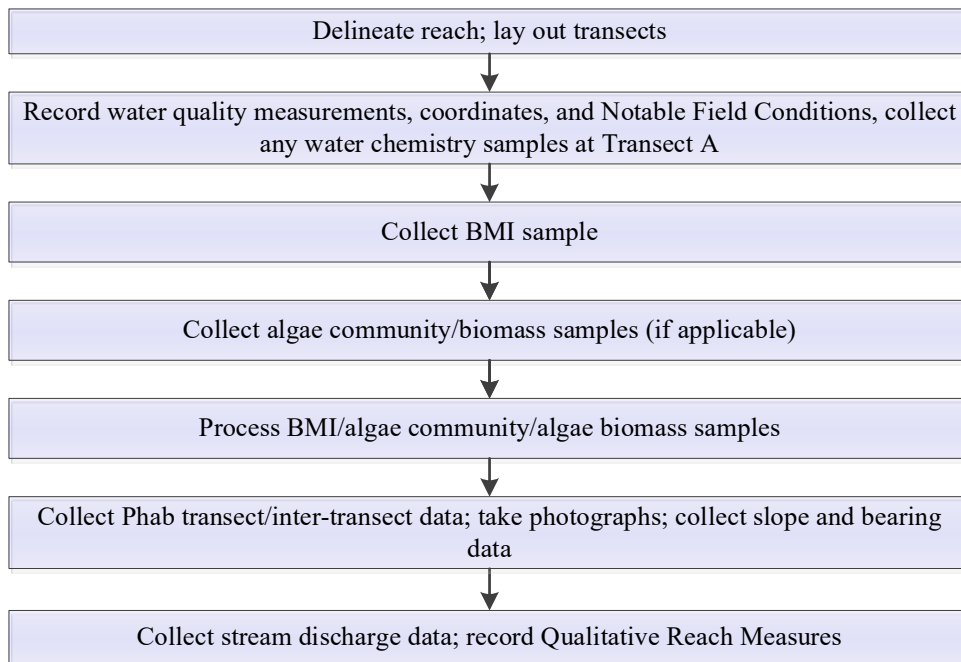 Delineate reach; lay out transects
Record water quality measurements, coordinates, and Notable Field Conditions, collect
any water chemistry samples at Transect A
Collect BMI sample
Collect algae community/biomass samples (if applicable)
Process BMI/algae community/algae biomass samples
Collect Phab transect/inter-transect data; take photographs; collect slope and bearing
data
Collect stream discharge data; record Qualitative Reach Measures